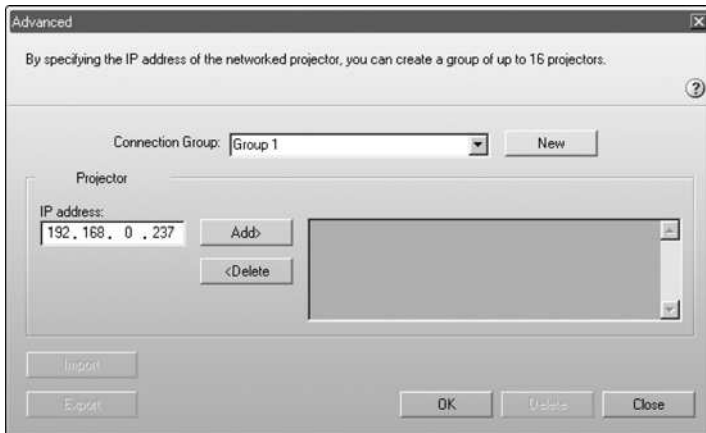 Advanced
By specifying the IP address of the networked projector, you can create a group of up to 16 projectors.
?
Connection Group: Group 1 New
Projector
IP address:
192.168. 0 .237 Add>
<Delete
Import
Export OK Delete Close